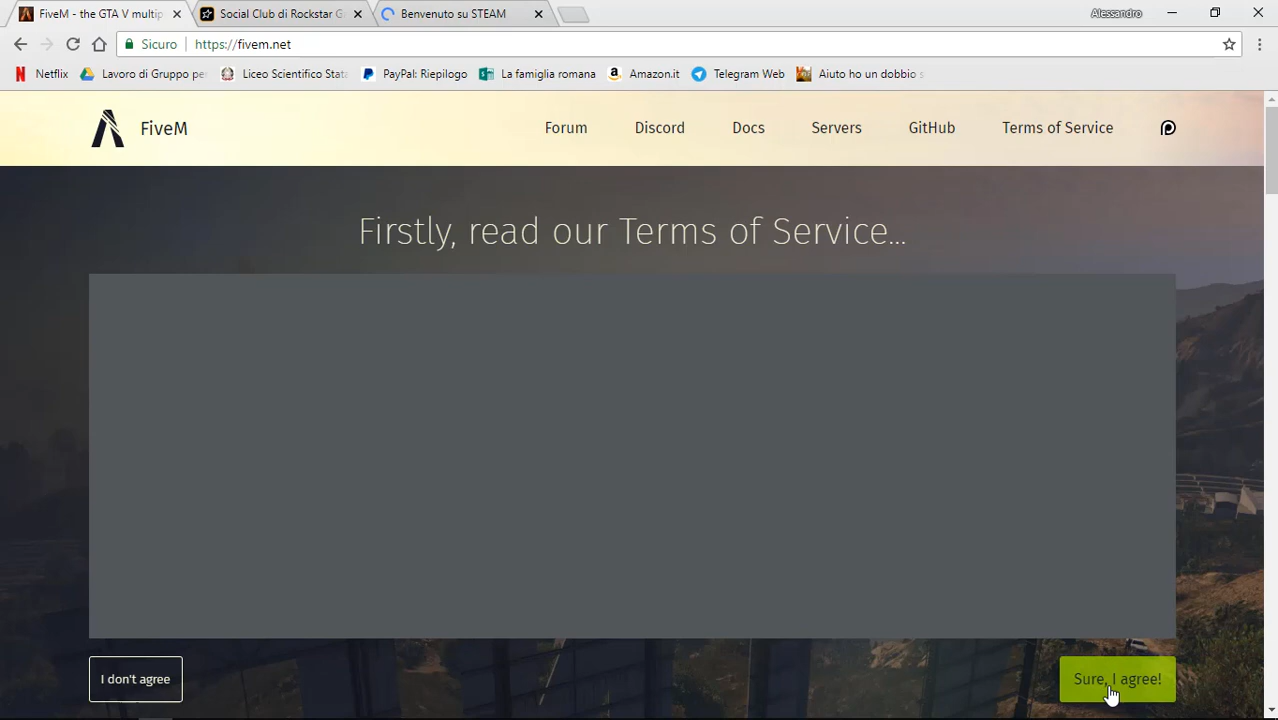 FiveM - the GTA V multip
Social Club di Rockstar G
Benvenuto su STEAM
Alessandro
Sicuro
https://fivem.net
Netflix
Lavoro di Gruppo pe
Liceo Scientifico Stat
PayPal: Riepilogo
La famiglia romana
Amazon.it
Telegram Web
Aiuto ho un dobbio s
FiveM
Forum
Discord
Docs
Servers
GitHub
Terms of Service
Firstly, read our Terms of Service...
I don't agree
Sure, I agree!